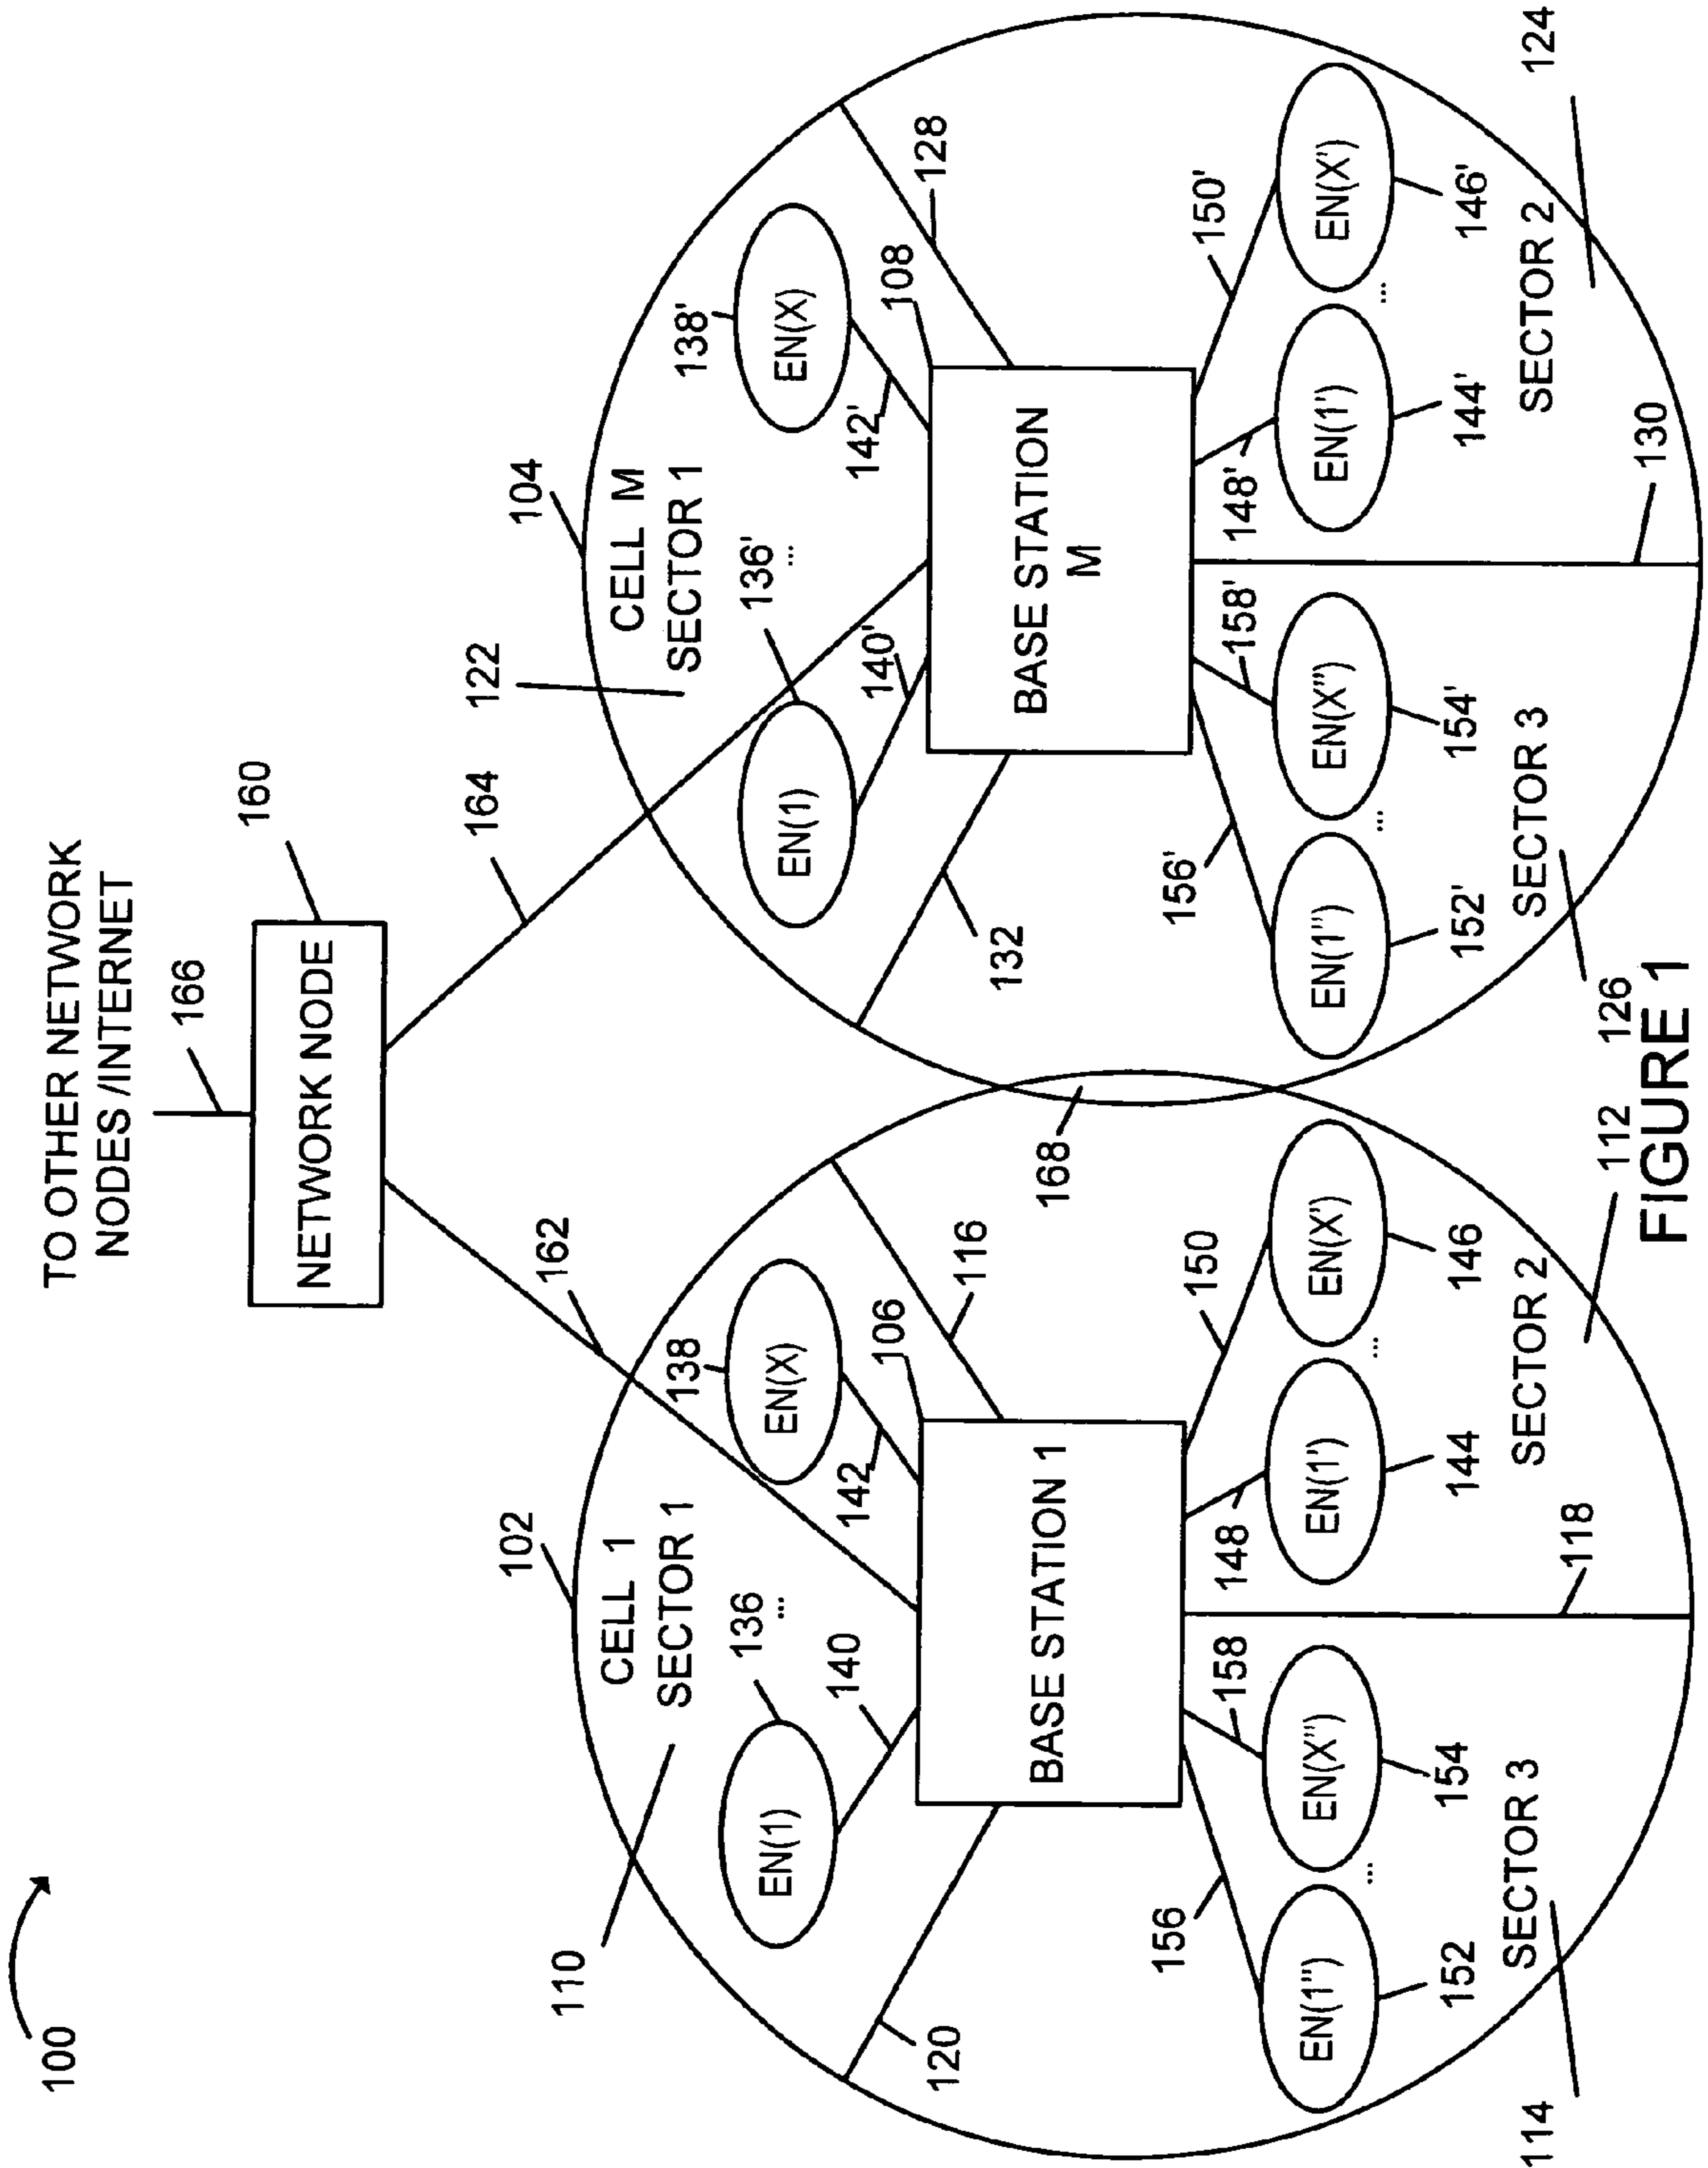 100
TO OTHER NETWORK
NODES /INTERNET
166
160
NETWORK NODE
162
164
102
104
110
122
CELL 1
SECTOR 1
CELL M
SECTOR 1
136
...
138
136'
...
138'
EN(1)
EN(X)
EN(1)
EN(X)
140
142
106
140'
142'
108
120
116
132
128
BASE STATION 1
BASE STATION
M
168
156
158
148
150
156'
158'
148'
150'
EN(1'')
...
EN(X'')
EN(1')
...
EN(X')
EN(1'')
...
EN(X'')
EN(1')
...
EN(X')
152
154
144
146
152'
154'
144'
146'
SECTOR 3
SECTOR 2
SECTOR 3
SECTOR 2
114
118
112
126
130
124
FIGURE 1